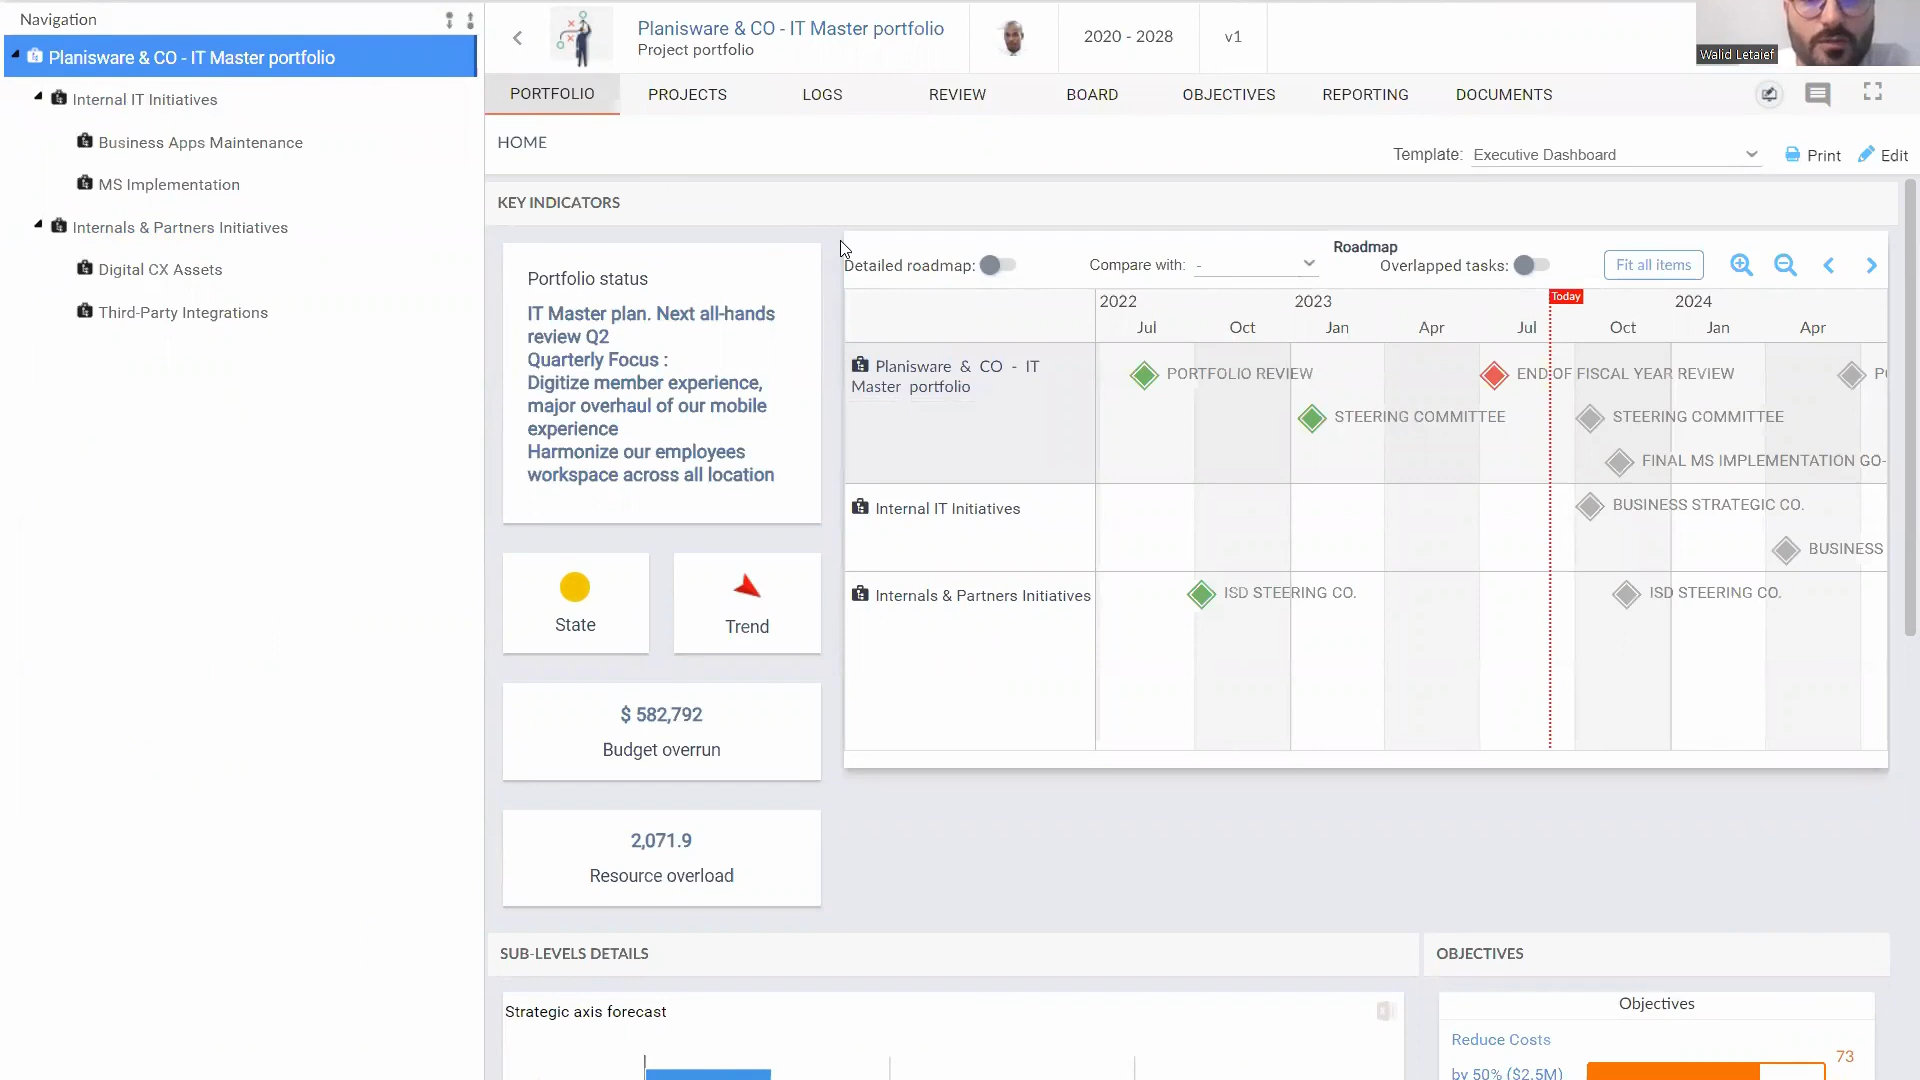 Navigation
Planisware & CO - IT Master portfolio
Internal IT Initiatives
Business Apps Maintenance
MS Implementation
Internals & Partners Initiatives
Digital CX Assets
Third-Party Integrations
Planisware & CO - IT Master portfolio
Project portfolio
2020 - 2028
v1
Walid Letaief
PORTFOLIO
PROJECTS
LOGS
REVIEW
BOARD
OBJECTIVES
REPORTING
DOCUMENTS
HOME
Template: Executive Dashboard
Print
Edit
KEY INDICATORS
Portfolio status
IT Master plan. Next all-hands
review Q2
Quarterly Focus :
Digitize member experience,
major overhaul of our mobile
experience
Harmonize our employees
workspace across all location
State
Trend
$ 582,792
Budget overrun
2,071.9
Resource overload
Roadmap
Detailed roadmap:
Compare with: -
Overlapped tasks:
Fit all items
Today
2022
2023
2024
Jul
Oct
Jan
Apr
Jul
Oct
Jan
Apr
Planisware & CO - IT
Master portfolio
PORTFOLIO REVIEW
END OF FISCAL YEAR REVIEW
STEERING COMMITTEE
STEERING COMMITTEE
FINAL MS IMPLEMENTATION GO-
Internal IT Initiatives
BUSINESS STRATEGIC CO.
BUSINESS
Internals & Partners Initiatives
ISD STEERING CO.
ISD STEERING CO.
SUB-LEVELS DETAILS
Strategic axis forecast
OBJECTIVES
Objectives
Reduce Costs
by 50% ($2.5M)
73